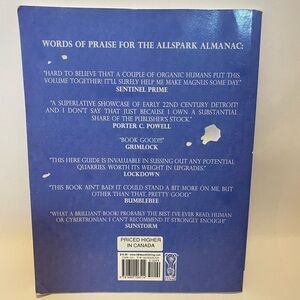 WORDS OF PRAISE FOR THE ALLSPARK ALMANAC:
"HARD TO BELIEVE THAT A COUPLE OF ORGANIC HUMANS PUT THIS
VOLUME TOGETHER! IT'LL SURELY HELP ME MAKE MAGNUS SOME DAY."
SENTINEL PRIME
"A SUPERLATIVE SHOWCASE OF EARLY 22ND CENTURY DETROIT!
AND I DON'T SAY THAT JUST BECAUSE I OWN A SUBSTANTIAL
SHARE OF THE PUBLISHER'S STOCK."
PORTER C. POWELL
"BOOK GOOD!!!"
GRIMLOCK
"THIS HERE GUIDE IS INVALUABLE IN SUSSING OUT ANY POTENTIAL
QUARRIES. WORTH ITS WEIGHT IN UPGRADES."
LOCKDOWN
"THIS BOOK AIN'T BAD! IT COULD STAND A BIT MORE ON ME, BUT
OTHER THAN THAT, PRETTY GOOD."
BUMBLEBEE
"WHAT A BRILLIANT BOOK! PROBABLY THE BEST I'VE EVER READ, HUMAN
OR CYBERTRONIAN! I CAN'T RECOMMEND IT STRONGLY ENOUGH!"
SUNSTORM
PRICED HIGHER
IN CANADA